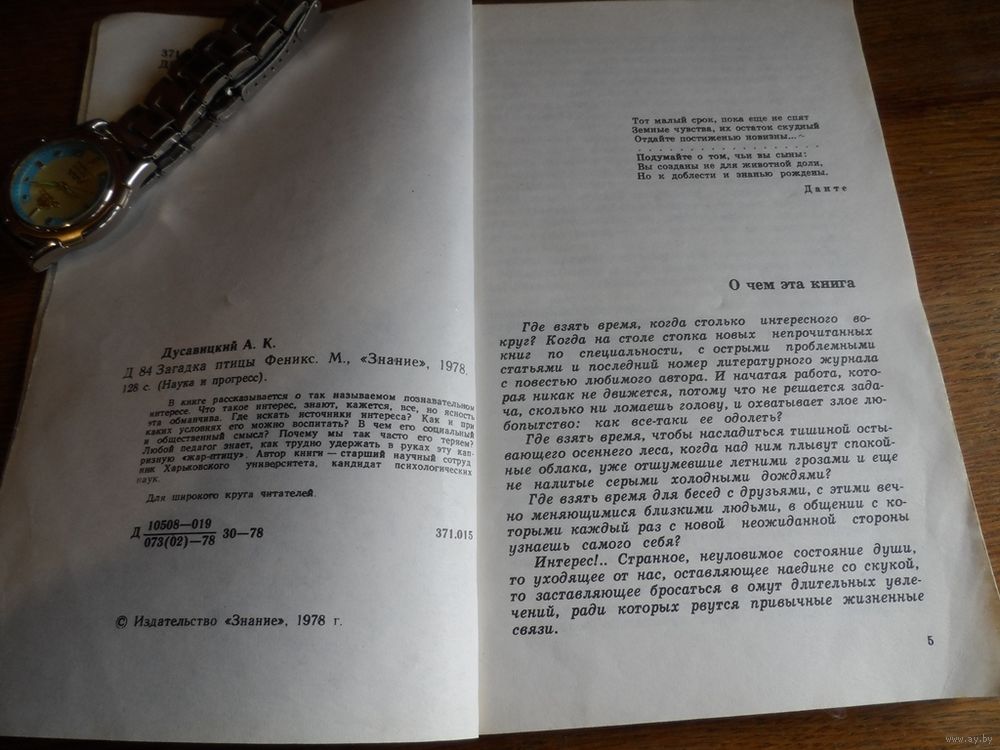 371.
Дусавицкий А. К.
Д 84 Загадка птицы Феникс. М., «Знание», 1978.
128 с. (Наука и прогресс).
В книге рассказывается о так называемом познавательном
интересе. Что такое интерес, знают, кажется, все, но ясность
эта обманчива. Где искать источники интереса? Как и при
каких условиях его можно воспитать? В чем его социальный
и общественный смысл? Почему мы так часто его теряем?
Любой педагог знает, как трудно удержать в руках эту кап-
ризную «жар-птицу». Автор книги — старший научный сотруд
ник Харьковского университета, кандидат психологических
наук.
Для широкого круга читателей.
Д 10508—019
073(02)—78 30—78 371.015
© Издательство «Знание», 1978 г.
Тот малый срок, пока еще не спят
Земные чувства, их остаток скудный
Отдайте постиженью новизны...
. . . . . . . . . . . . . . . . . . . .
Подумайте о том, чьи вы сыны:
Вы созданы не для животной доли,
Но к доблести и знанью рождены.
Данте
О чем эта книга
Где взять время, когда столько интересного во-
круг? Когда на столе стопка новых непрочитанных
книг по специальности, с острыми проблемными
статьями и последний номер литературного журнала
с повестью любимого автора. И начатая работа, кото-
рая никак не движется, потому что не решается зада-
ча, сколько ни ломаешь голову, и охватывает злое лю-
бопытство: как все-таки ее одолеть?
Где взять время, чтобы насладиться тишиной осты-
вающего осеннего леса, когда над ним плывут спокой-
ные облака, уже отшумевшие летними грозами и еще
не налитые серыми холодными дождями?
Где взять время для бесед с друзьями, с этими веч-
но меняющимися близкими людьми, в общении с ко-
торыми каждый раз с новой неожиданной стороны
узнаешь самого себя?
Интерес!.. Странное, неуловимое состояние души,
то уходящее от нас, оставляющее наедине со скукой,
то заставляющее бросаться в омут длительных увле-
чений, ради которых рвутся привычные жизненные
связи.
5
www.ay.by